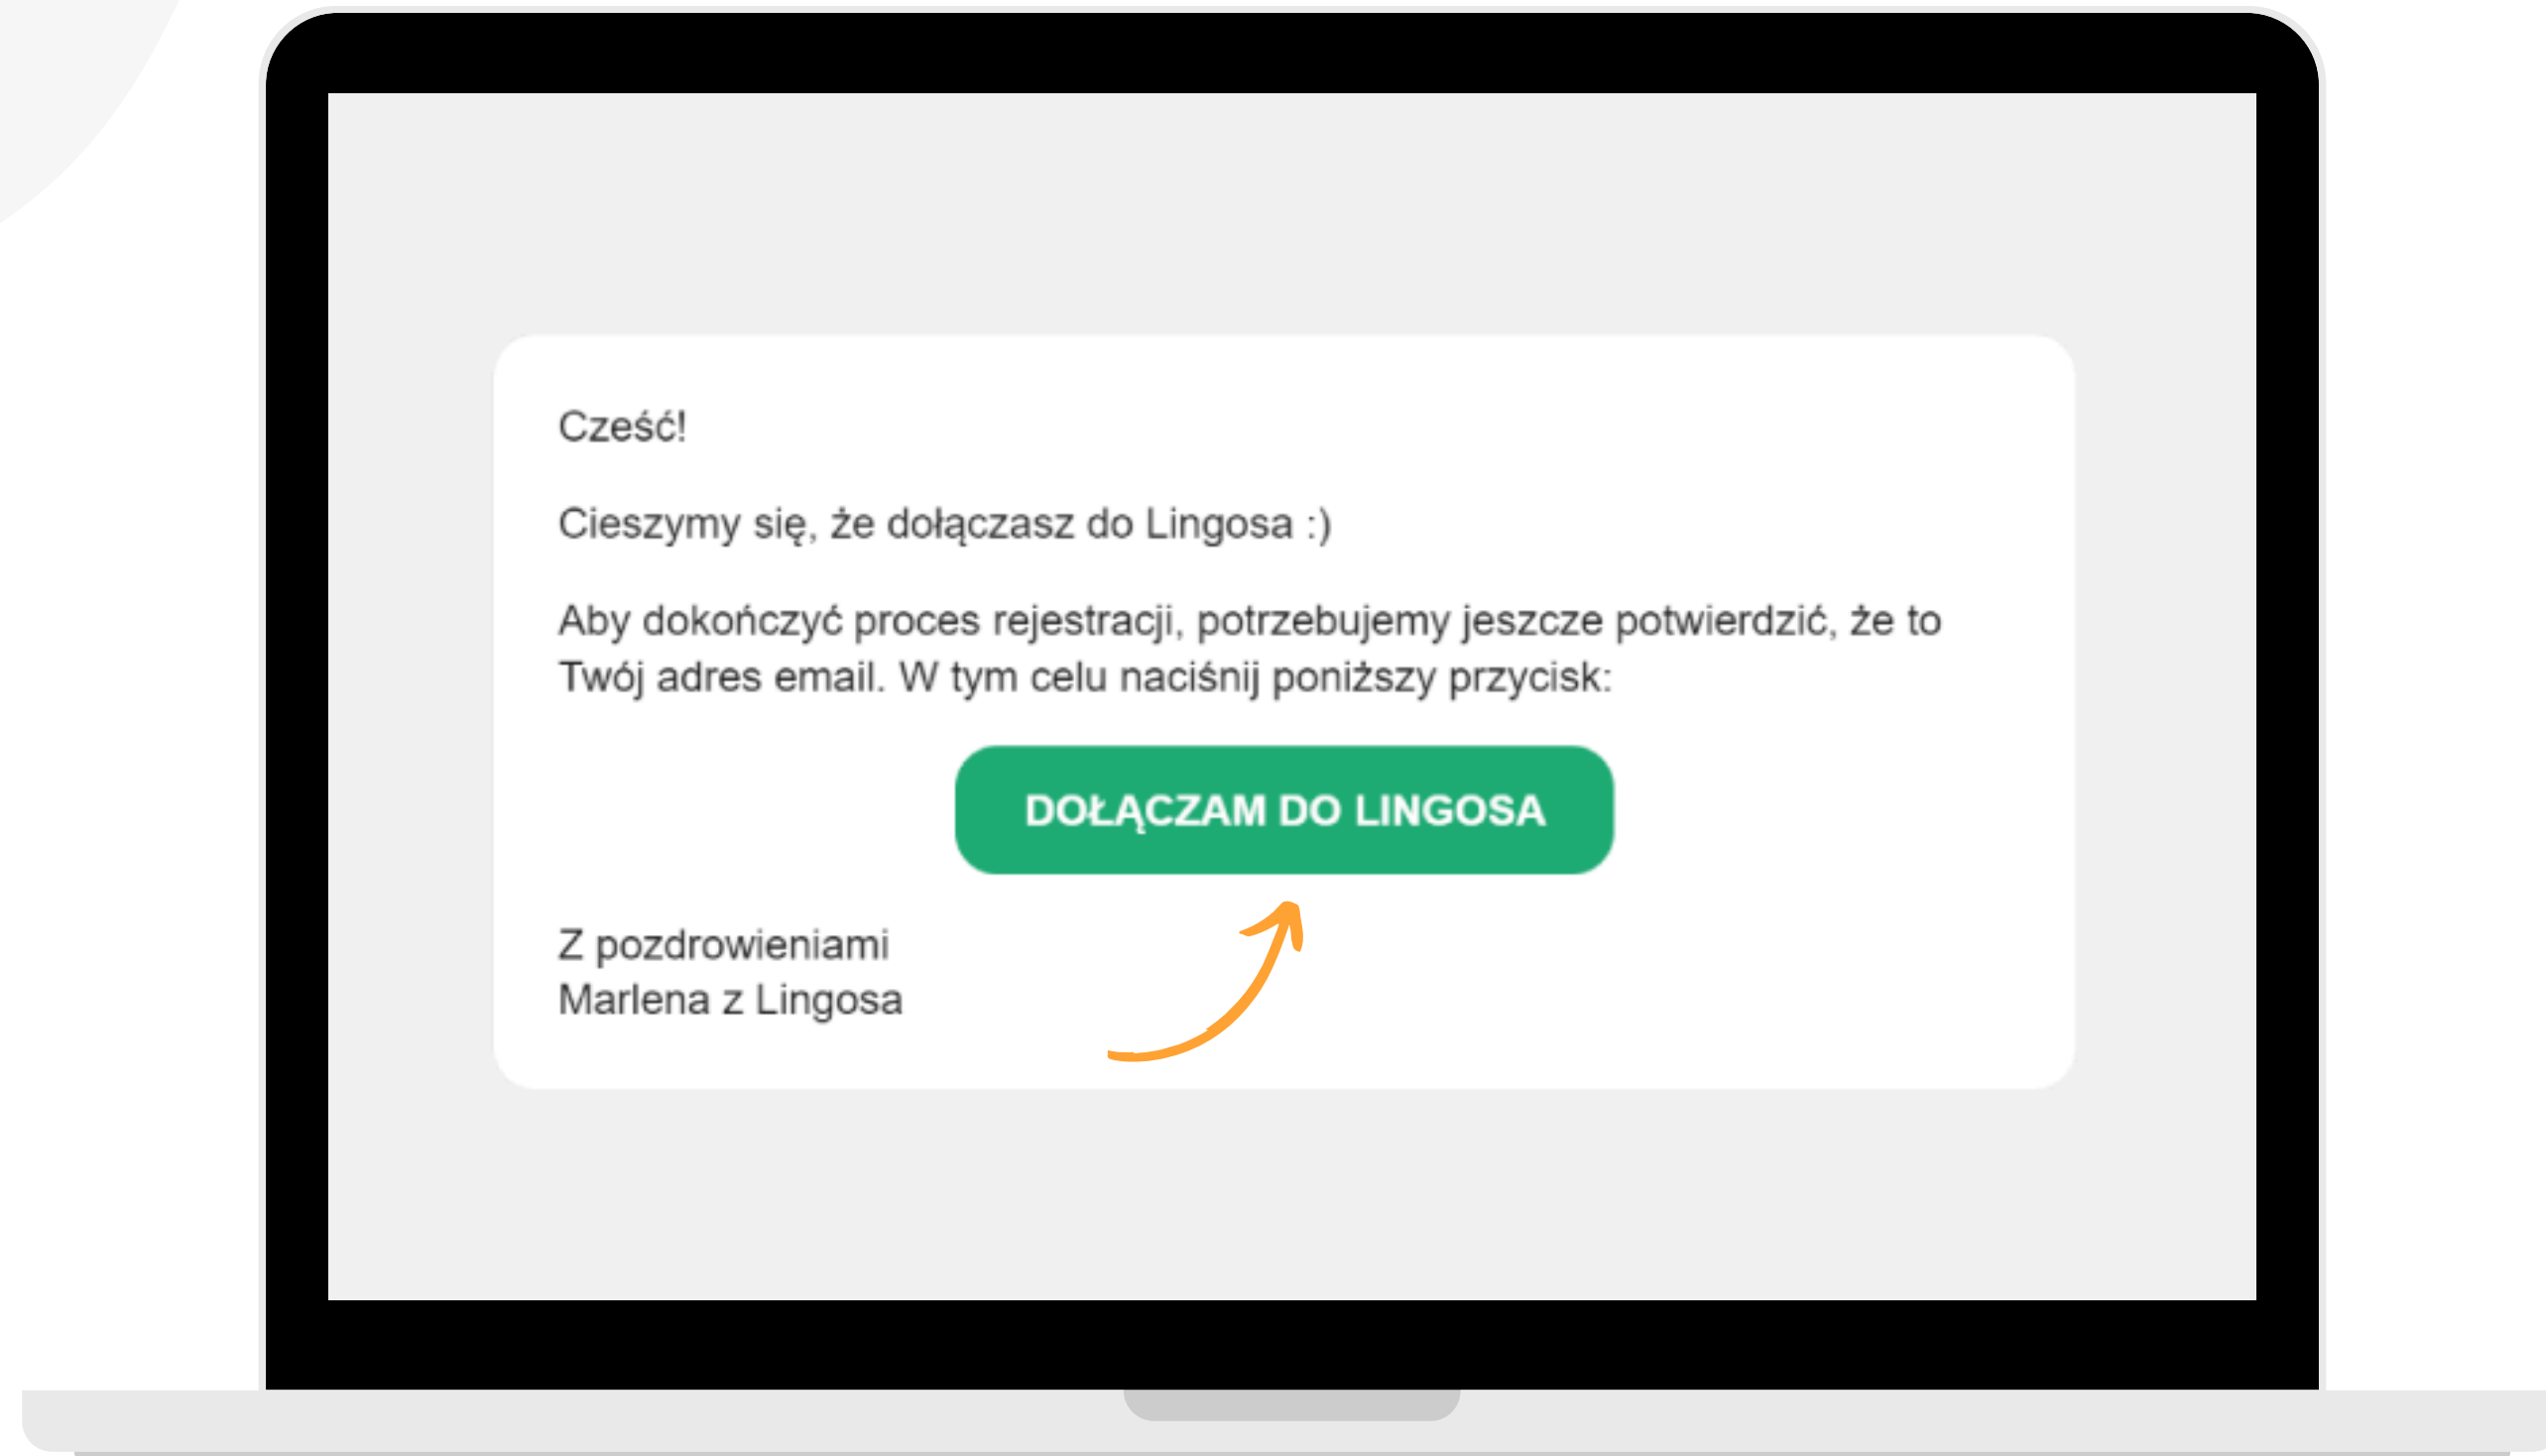 Cześć!
Cieszymy się, że dołączasz do Lingosa :)
Aby dokończyć proces rejestracji, potrzebujemy jeszcze potwierdzić, że to
Twój adres email. W tym celu naciśnij poniższy przycisk:
DOŁĄCZAM DO LINGOSA
Z pozdrowieniami
Marlena z Lingosa